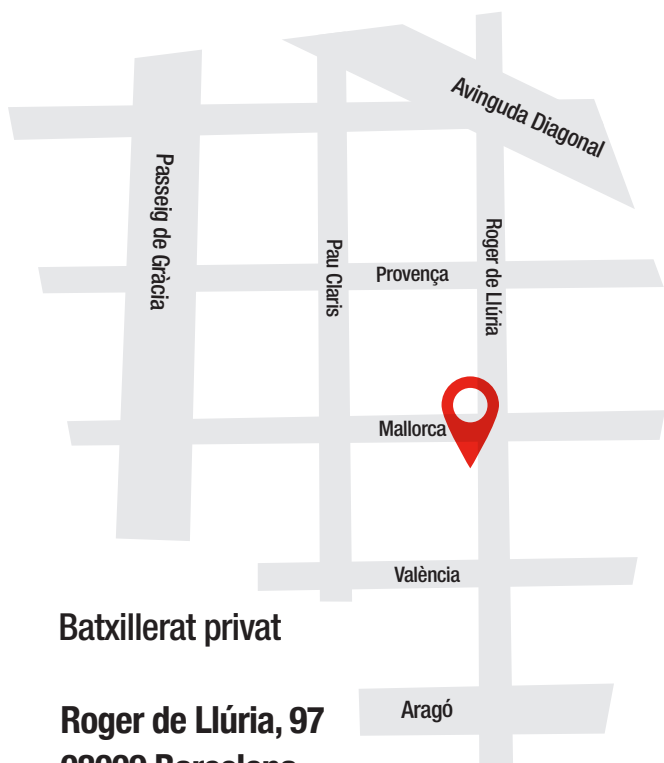 Avinguda Diagonal
Passeig de Gràcia
Pau Claris
Roger de Llúria
Provença
Mallorca
València
Batxillerat privat
Aragó
Roger de Llúria, 97
Barcelona